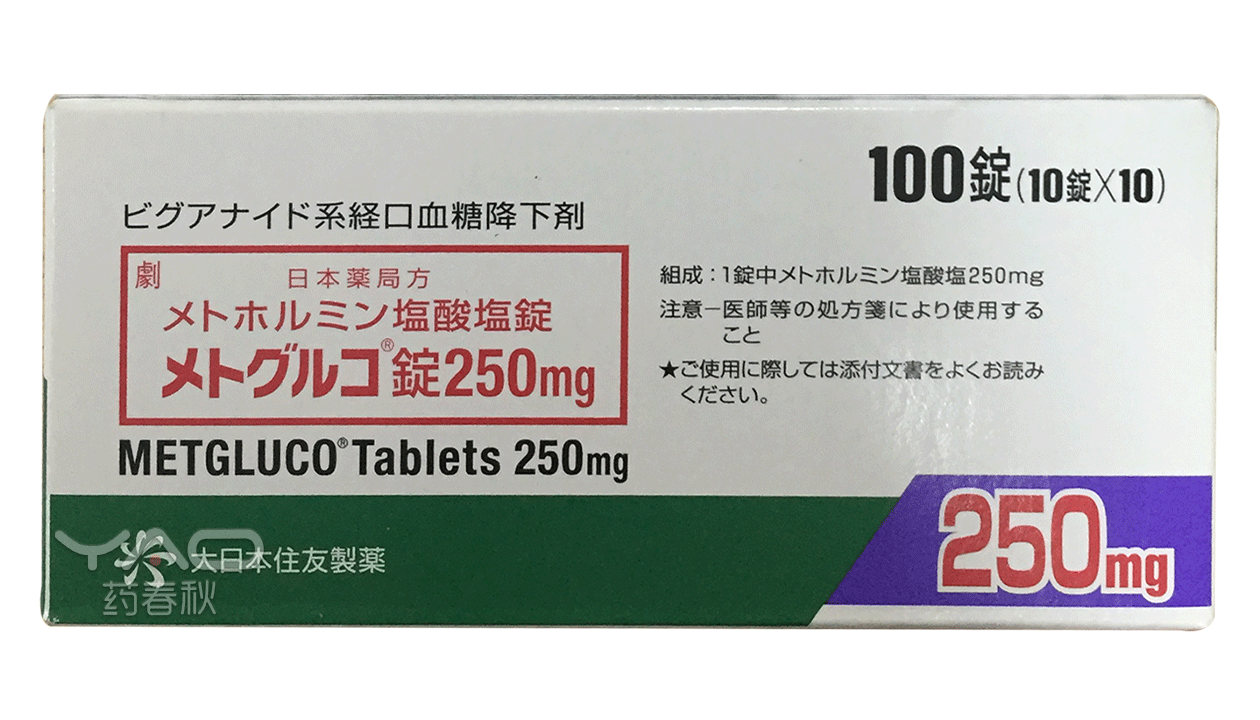 100錠(10錠×10)
ビグアナイド系経口血糖降下剤
劇
日本薬局方
メトホルミン塩酸塩錠
メトグルコ®錠250mg
METGLUCO® Tablets 250mg
組成：1錠中メトホルミン塩酸塩250mg
注意−医師等の処方箋により使用する
こと
★ご使用に際しては添付文書をよくお読み
ください。
250mg
大日本住友製薬
YAO
药春秋